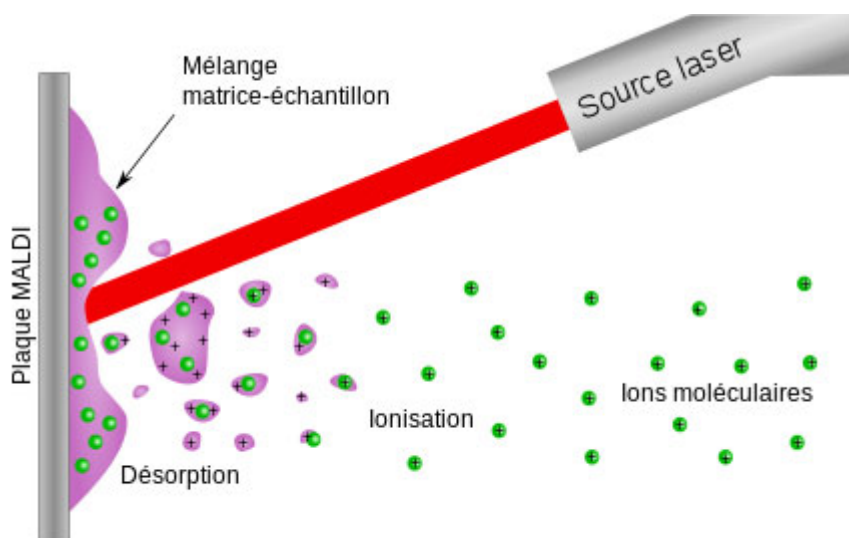 Mélange
matrice-échantillon
Source laser
Plaque MALDI
Ions moléculaires
Ionisation
Désorption